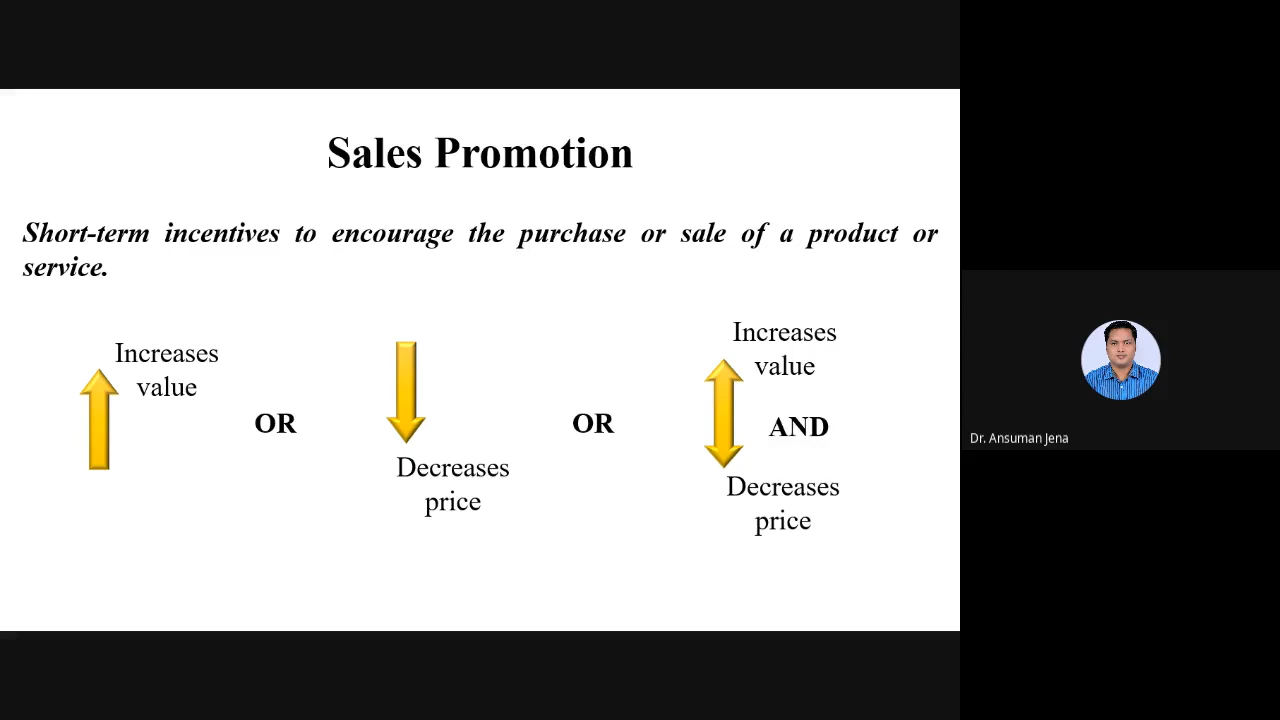 Sales Promotion
Short-term incentives to encourage the purchase or sale of a product or
service.
Increases
value
OR
Decreases
price
OR
Increases
value
AND
Decreases
price
Dr. Ansuman Jena